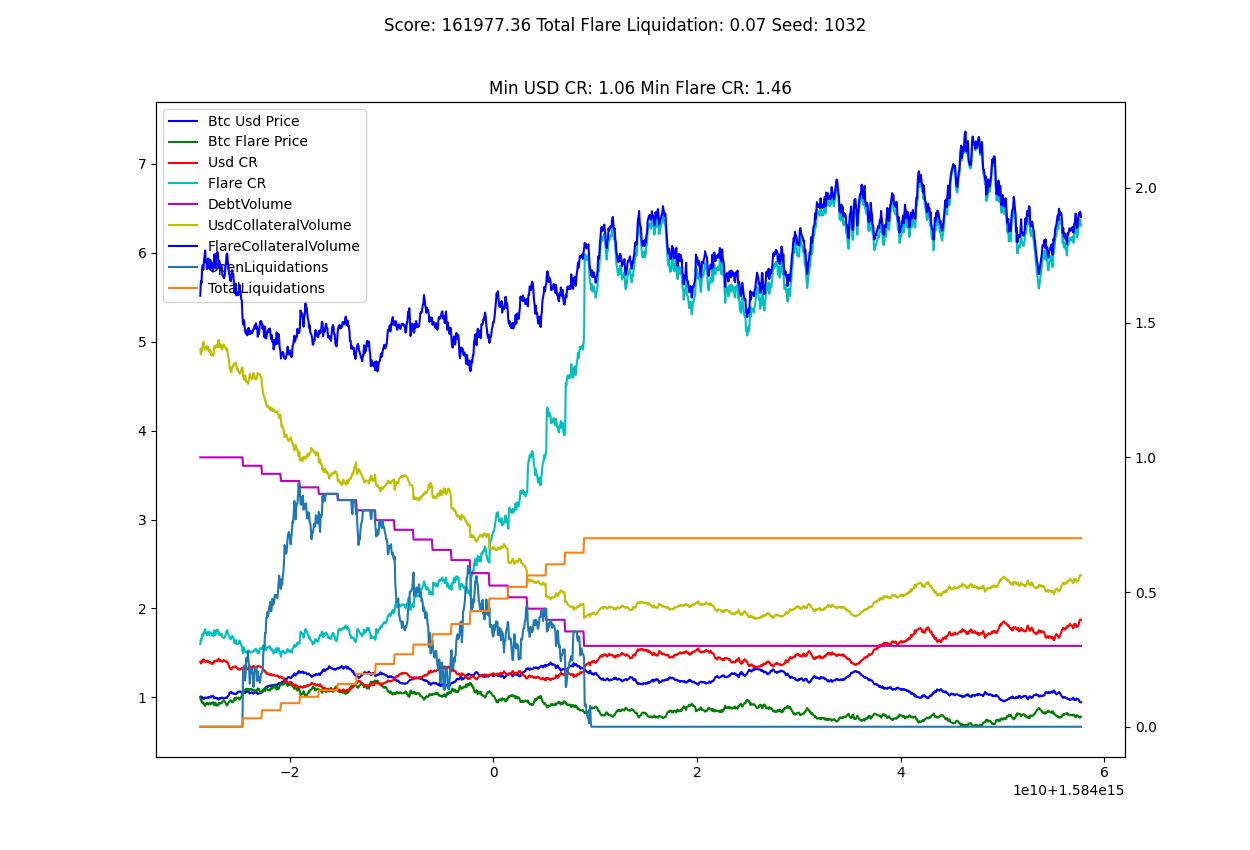 Score: 161977.36 Total Flare Liquidation: 0.07 Seed: 1032
Min USD CR: 1.06 Min Flare CR: 1.46
Btc Usd Price
Btc Flare Price
Usd CR
Flare CR
DebtVolume
UsdCollateralVolume
FlareCollateralVolume
OpenLiquidations
TotalLiquidations
7
6
5
4
3
2
1
2.0
1.5
1.0
0.5
0.0
−2 0 2 4 6
1e10+1.584e15